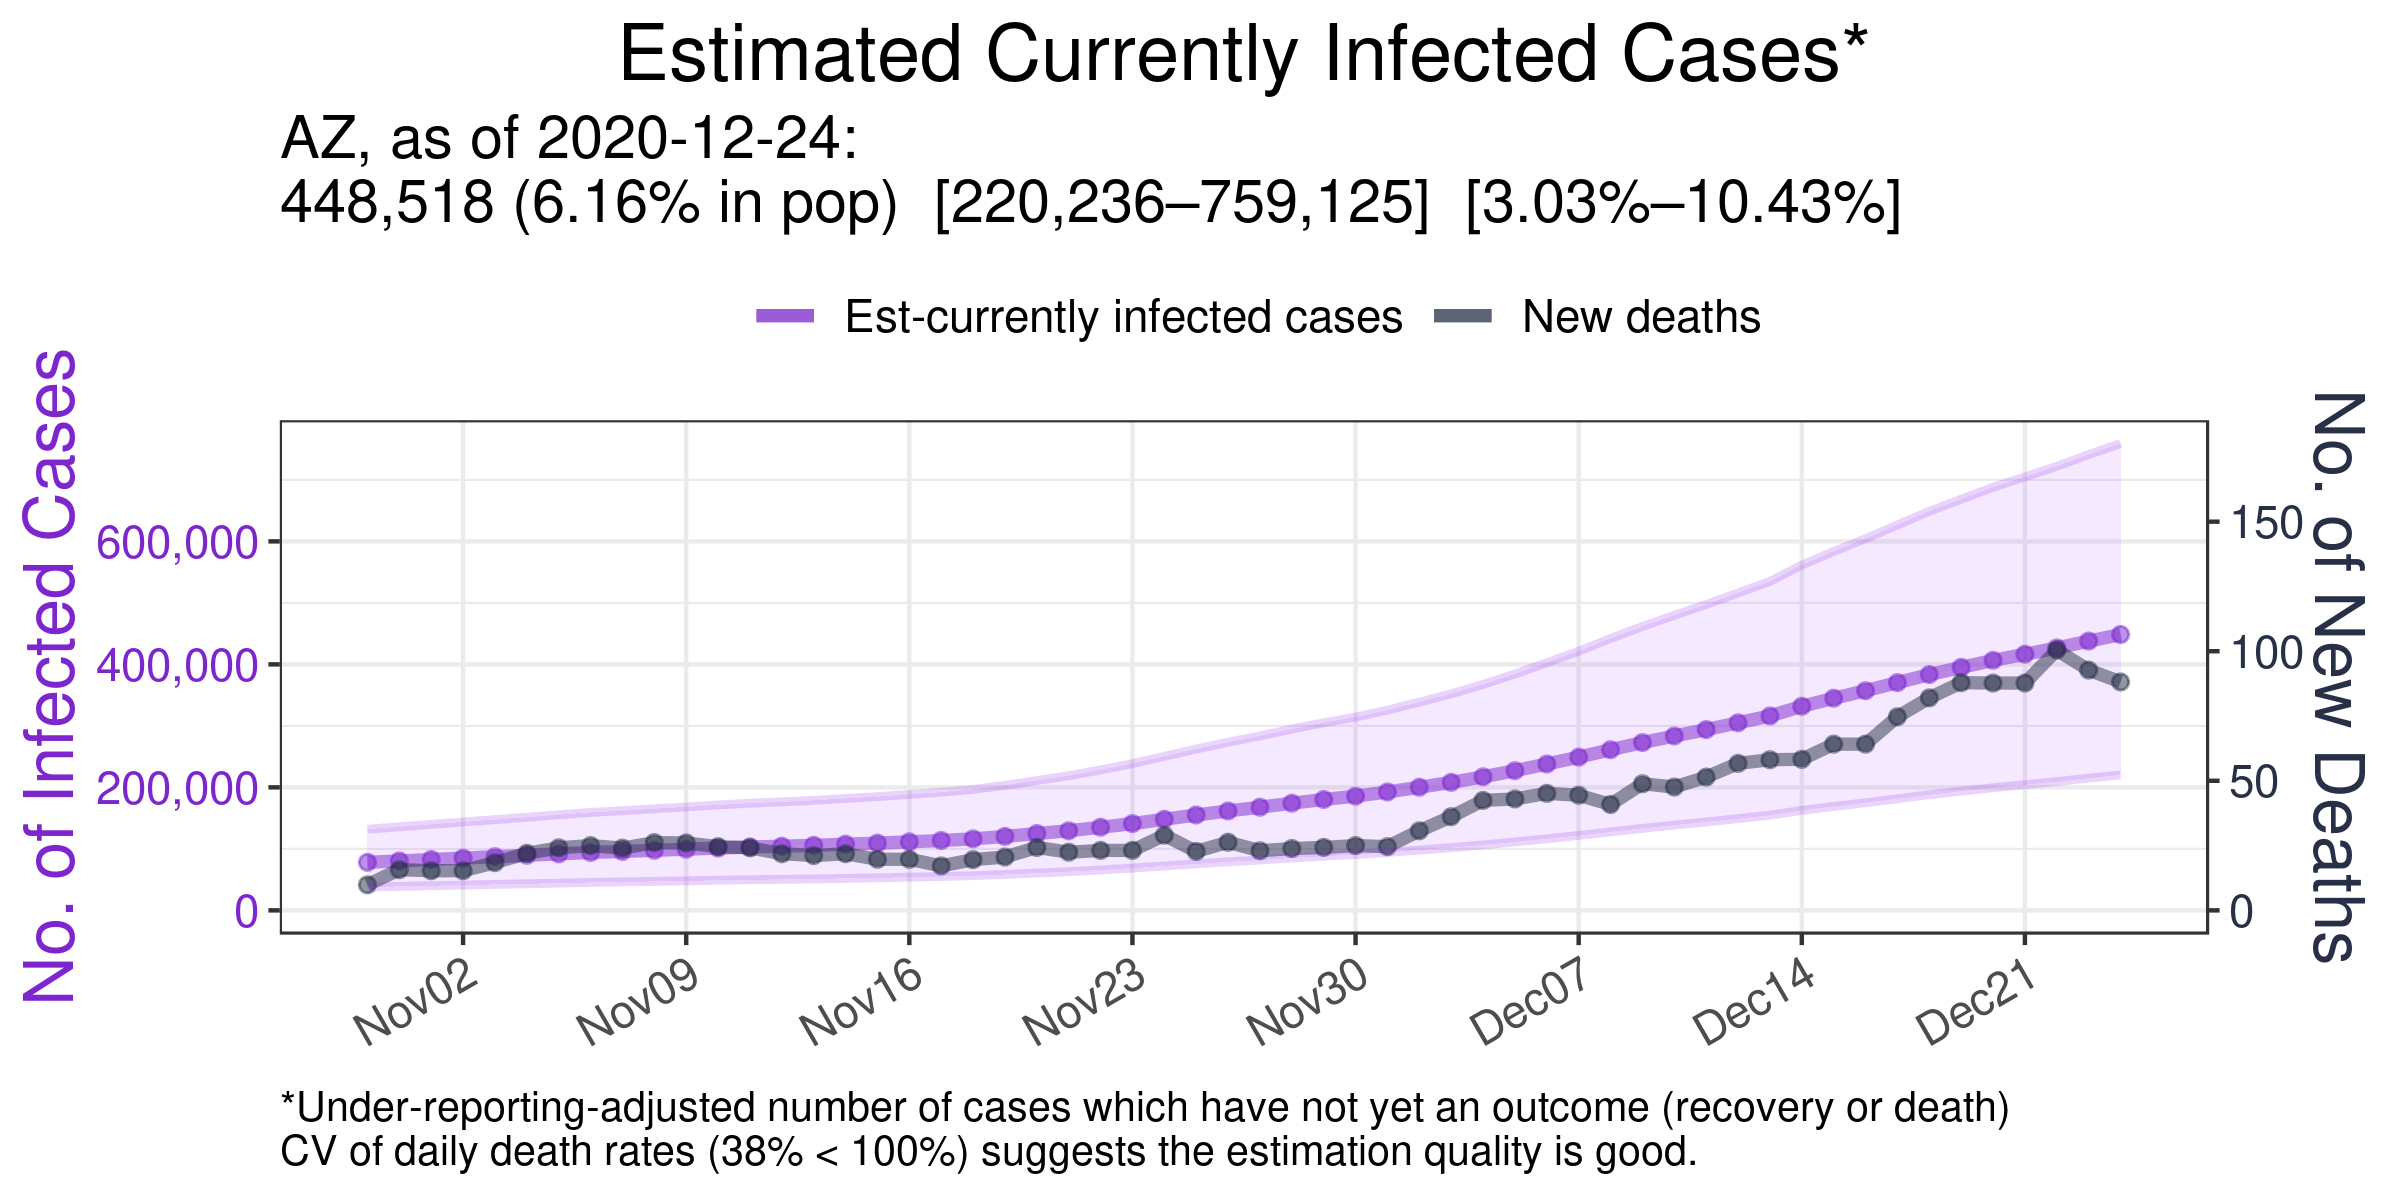 Estimated Currently Infected Cases*
AZ, as of 2020-12-24:
448,518 (6.16% in pop)  [220,236–759,125]  [3.03%–10.43%]
Est-currently infected cases
New deaths
No. of Infected Cases
600,000
400,000
200,000
0
150
100
50
0
No. of New Deaths
Nov02
Nov09
Nov16
Nov23
Nov30
Dec07
Dec14
Dec21
*Under-reporting-adjusted number of cases which have not yet an outcome (recovery or death)
CV of daily death rates (38% < 100%) suggests the estimation quality is good.